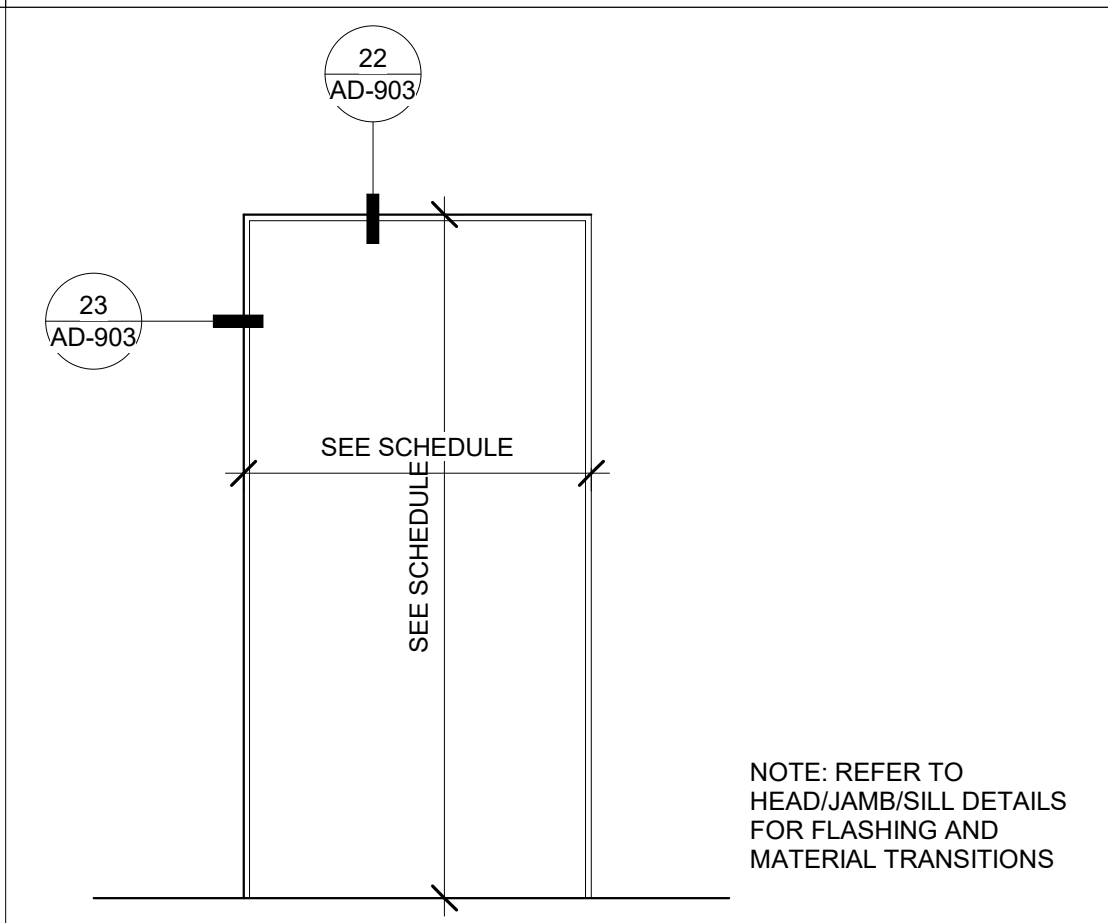 22
AD-903
23
AD-903
SEE SCHEDULE
SEE SCHEDULE
NOTE: REFER TO
HEAD/JAMB/SILL DETAILS
FOR FLASHING AND
MATERIAL TRANSITIONS